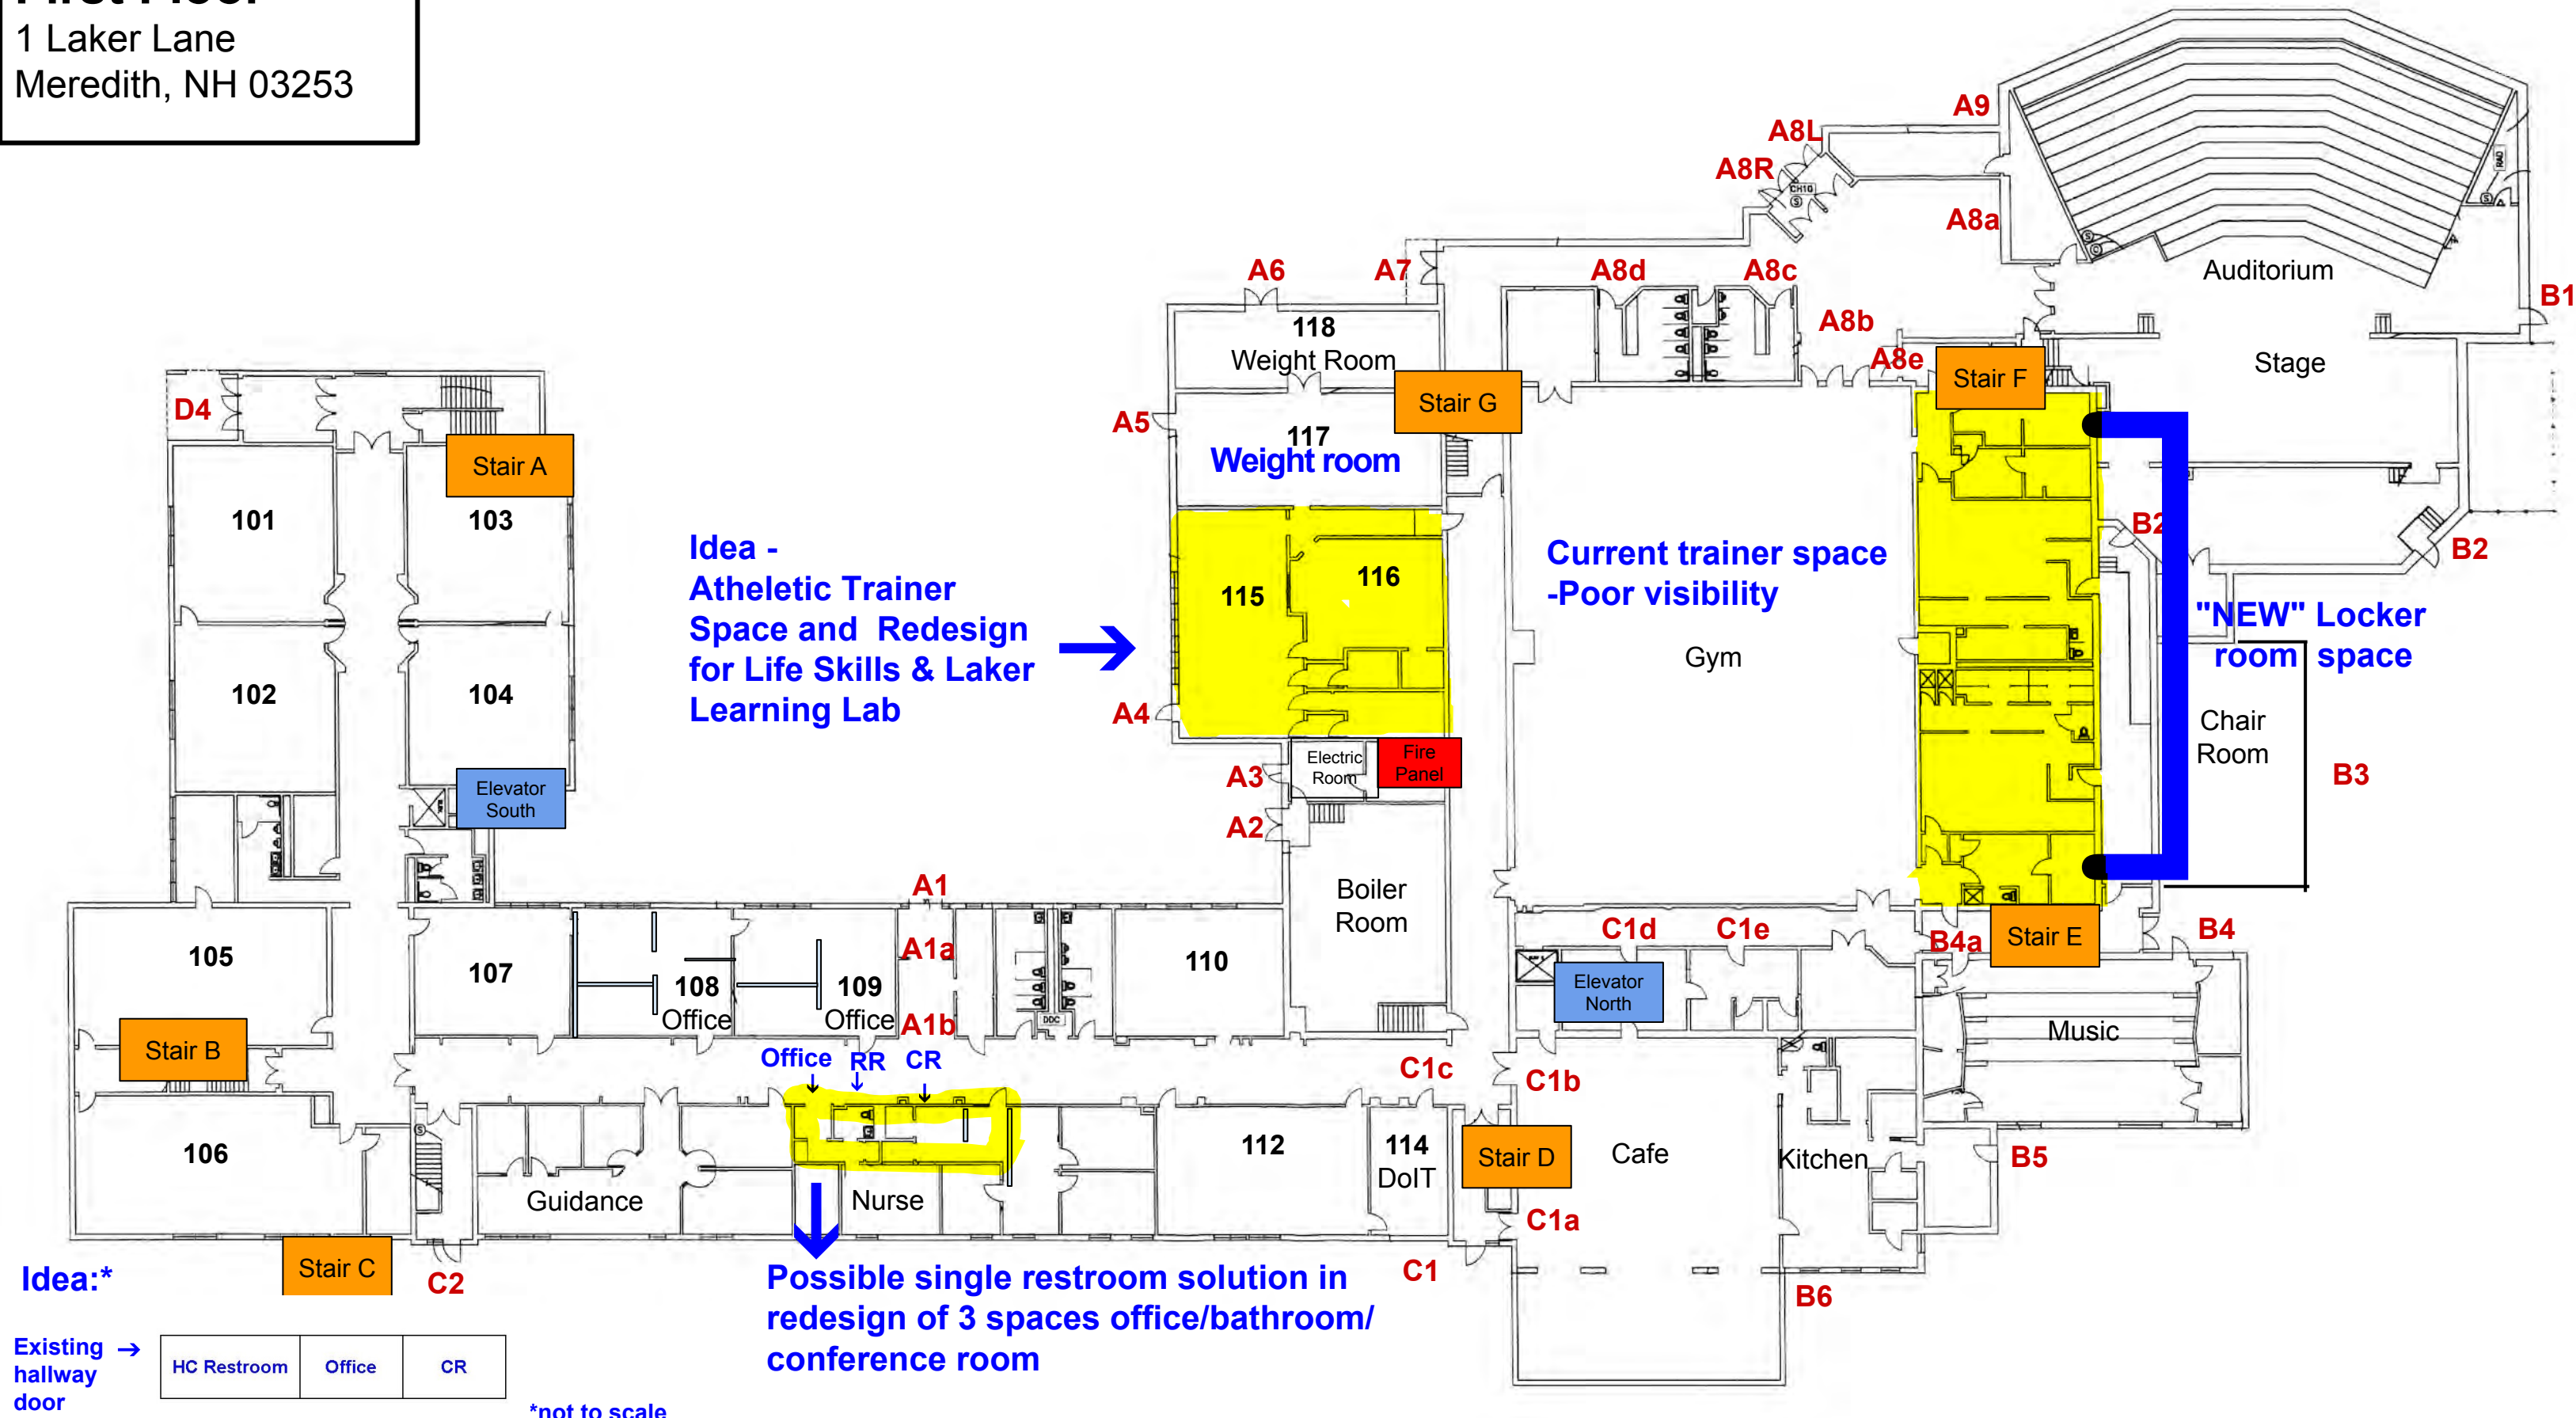 First Floor
1 Laker Lane
Meredith, NH 03253
A9
A8L
A8R
CH1G
S
RAD
S
A8a
S
Auditorium
A6
A7
A8d
A8c
B1
118
Weight Room
A8b
A8e
Stair F
Stage
Stair G
D4
A5
117
Weight room
Stair A
101
103
B2
B2
Idea -
Atheletic Trainer
Space and Redesign
for Life Skills & Laker
Learning Lab
115
116
Current trainer space
-Poor visibility
"NEW" Locker
room space
Gym
102
104
A4
Chair
Room
Elevator
South
A3
Electric
Room
Fire
Panel
B3
A2
A1
Boiler
Room
105
107
108
Office
109
Office
A1a
A1b
DDC
110
C1d
C1e
B4a
Stair E
B4
Elevator
North
Music
Stair B
Office
RR
CR
C1c
C1b
S
106
Guidance
Nurse
112
114
DoIT
Stair D
Cafe
Kitchen
B5
C1a
Stair C
C2
C1
B6
Possible single restroom solution in
redesign of 3 spaces office/bathroom/
conference room
Idea:*
Existing
hallway
door
HC Restroom
Office
CR
*not to scale